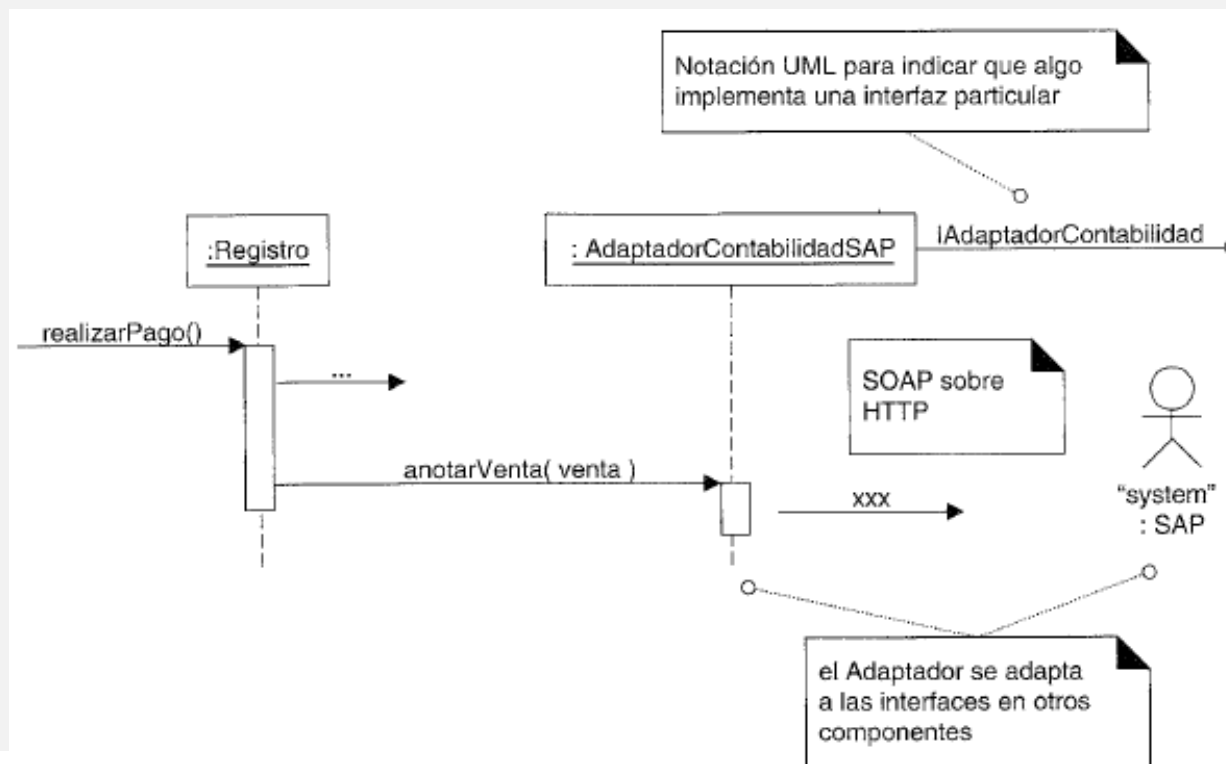 Notación UML para indicar que algo
implementa una interfaz particular
:Registro
: AdaptadorContabilidadSAP
IAdaptadorContabilidad
realizarPago()
...
SOAP sobre
HTTP
anotarVenta( venta )
xxx
"system"
: SAP
el Adaptador se adapta
a las interfaces en otros
componentes